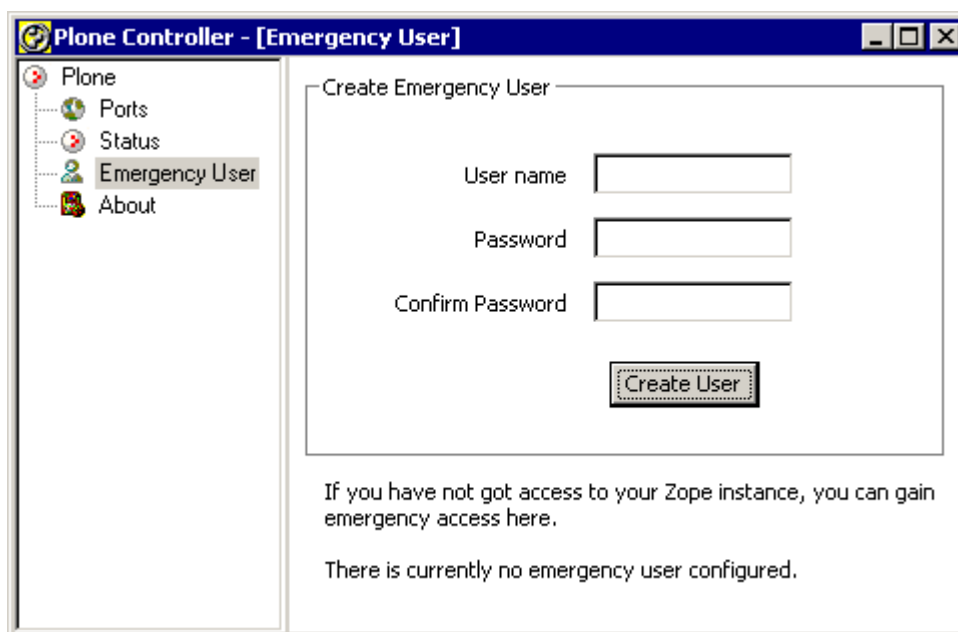 Plone Controller - [Emergency User]
Plone
Ports
Status
Emergency User
About
Create Emergency User
User name
Password
Confirm Password
Create User
If you have not got access to your Zope instance, you can gain
emergency access here.
There is currently no emergency user configured.